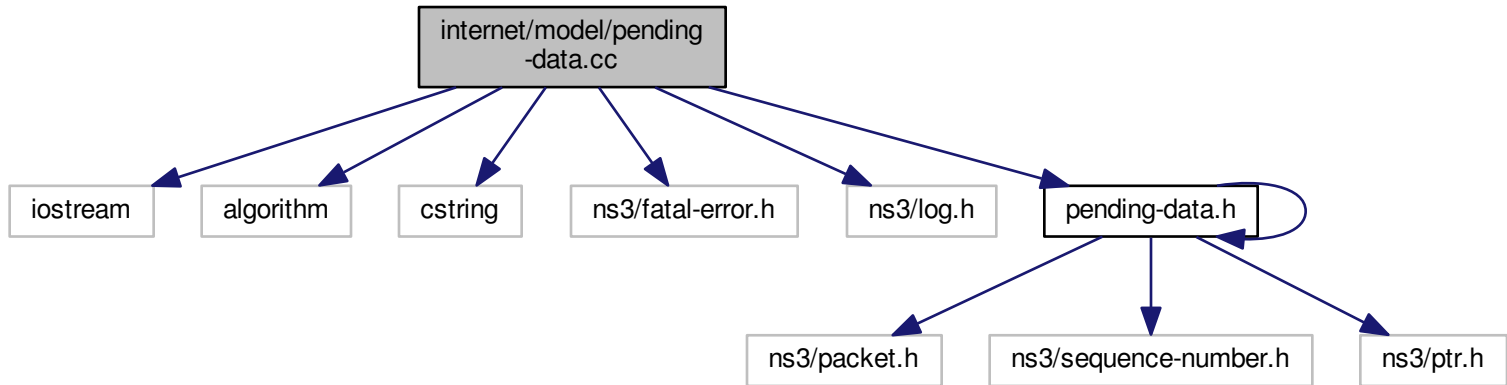 internet/model/pending
-data.cc
iostream
algorithm
cstring
ns3/fatal-error.h
ns3/log.h
pending-data.h
ns3/packet.h
ns3/sequence-number.h
ns3/ptr.h